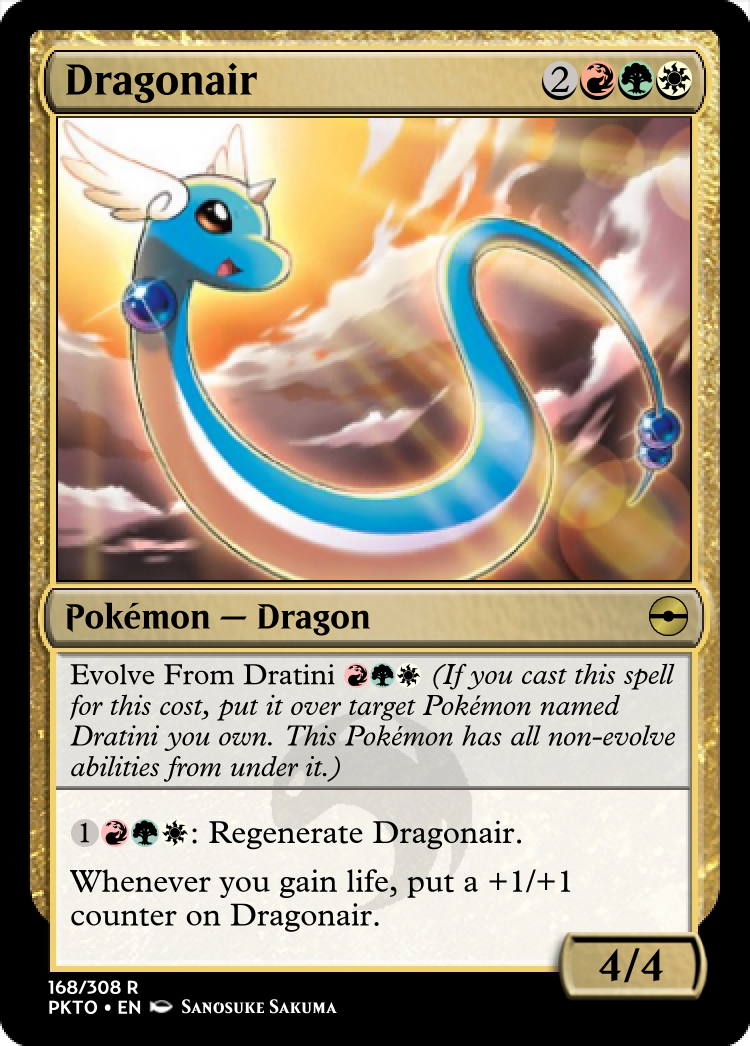 Dragonair 2
Pokémon — Dragon
Evolve From Dratini (If you cast this spell
for this cost, put it over target Pokémon named
Dratini you own. This Pokémon has all non-evolve
abilities from under it.)
1 : Regenerate Dragonair.
Whenever you gain life, put a +1/+1
counter on Dragonair.
4/4
168/308 R
PKTO • EN Sanosuke Sakuma